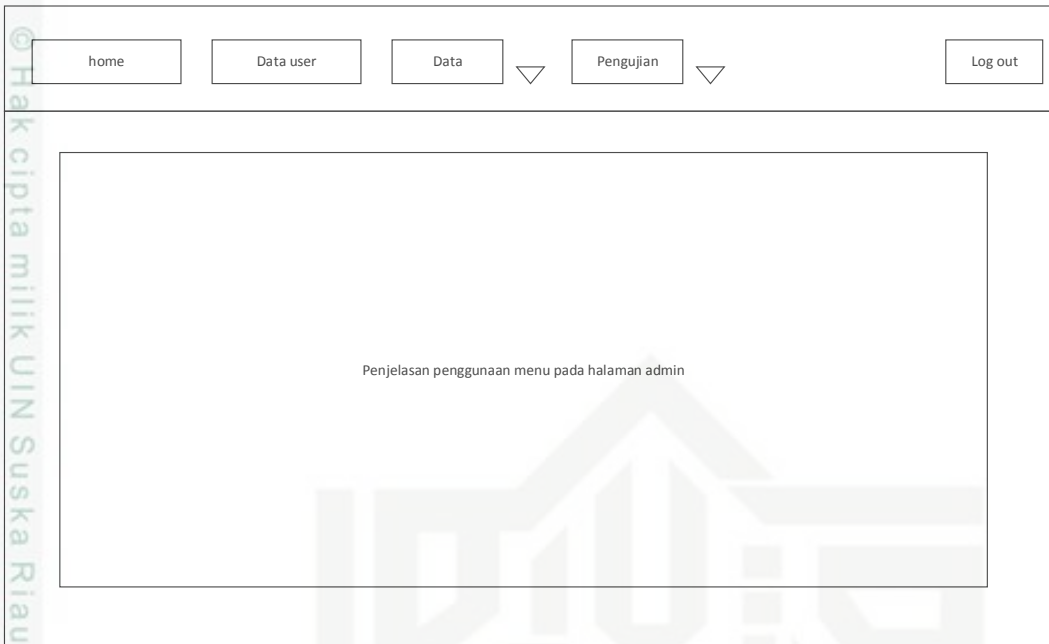 home
Data user
Data
Pengujian
Log out
Penjelasan penggunaan menu pada halaman admin
© Hak cipta milik UIN Suska Riau